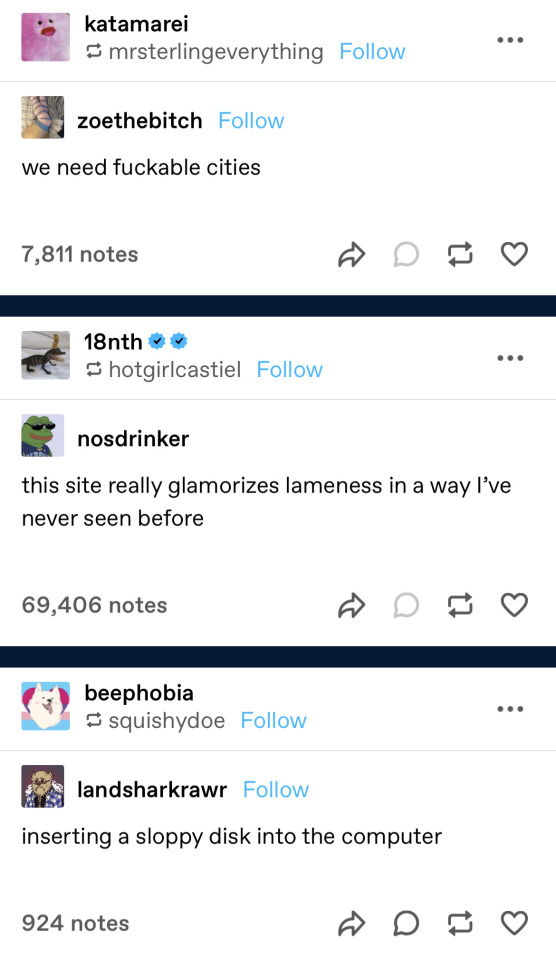 katamarei
mrsterlingeverything Follow
zoethebitch Follow
we need fuckable cities
7,811 notes
18nth
hotgirlcastiel Follow
nosdrinker
this site really glamorizes lameness in a way I’ve
never seen before
69,406 notes
beephobia
squishydoe Follow
landsharkrawr Follow
inserting a sloppy disk into the computer
924 notes